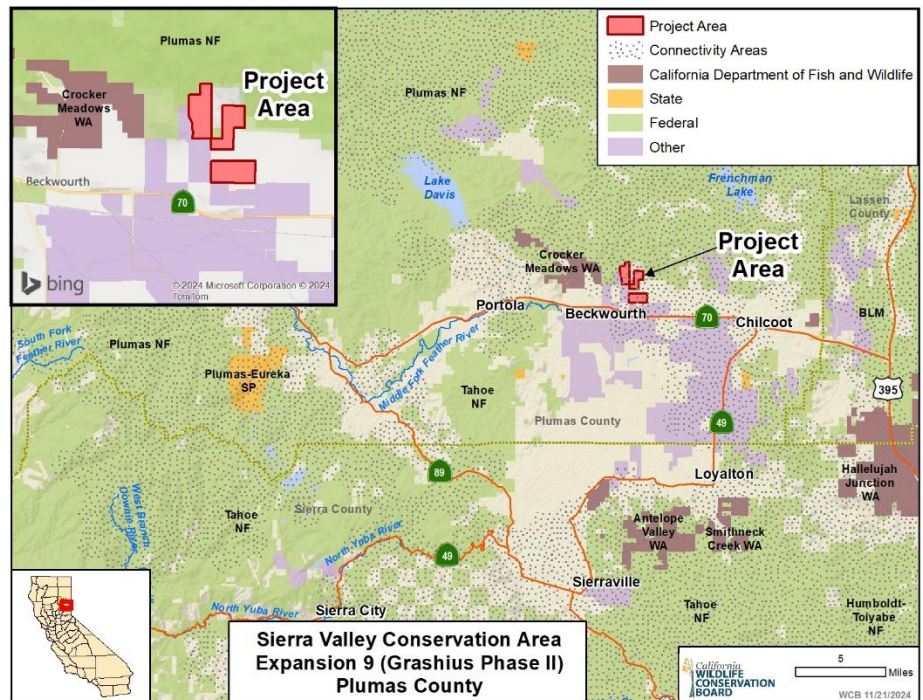 Plumas NF
Project
Area
Crocker
Meadows
WA
Beckwourth
70
bing
© 2024 Microsoft Corporation © 2024
TomTom
Project Area
Connectivity Areas
California Department of Fish and Wildlife
State
Federal
Other
Plumas NF
Lake
Davis
Frenchman
Lake
Lassen
County
Crocker
Meadows WA
Project
Area
Portola
Beckwourth
70
Chilcoot
BLM
South Fork
Feather River
Plumas NF
Plumas-Eureka
SP
Middle Fork Feather River
Tahoe
NF
Plumas County
395
49
89
Loyalton
Hallelujah
Junction
WA
West Branch
Downie River
Tahoe
NF
Sierra County
North Yuba River
49
Antelope
Valley
WA
Smithneck
Creek WA
Sierraville
North Yuba River
Sierra City
Tahoe
NF
Humboldt-
Toiyabe
NF
Sierra Valley Conservation Area
Expansion 9 (Grashius Phase II)
Plumas County
California
WILDLIFE
CONSERVATION
BOARD
5
Miles
WCB 11/21/2024